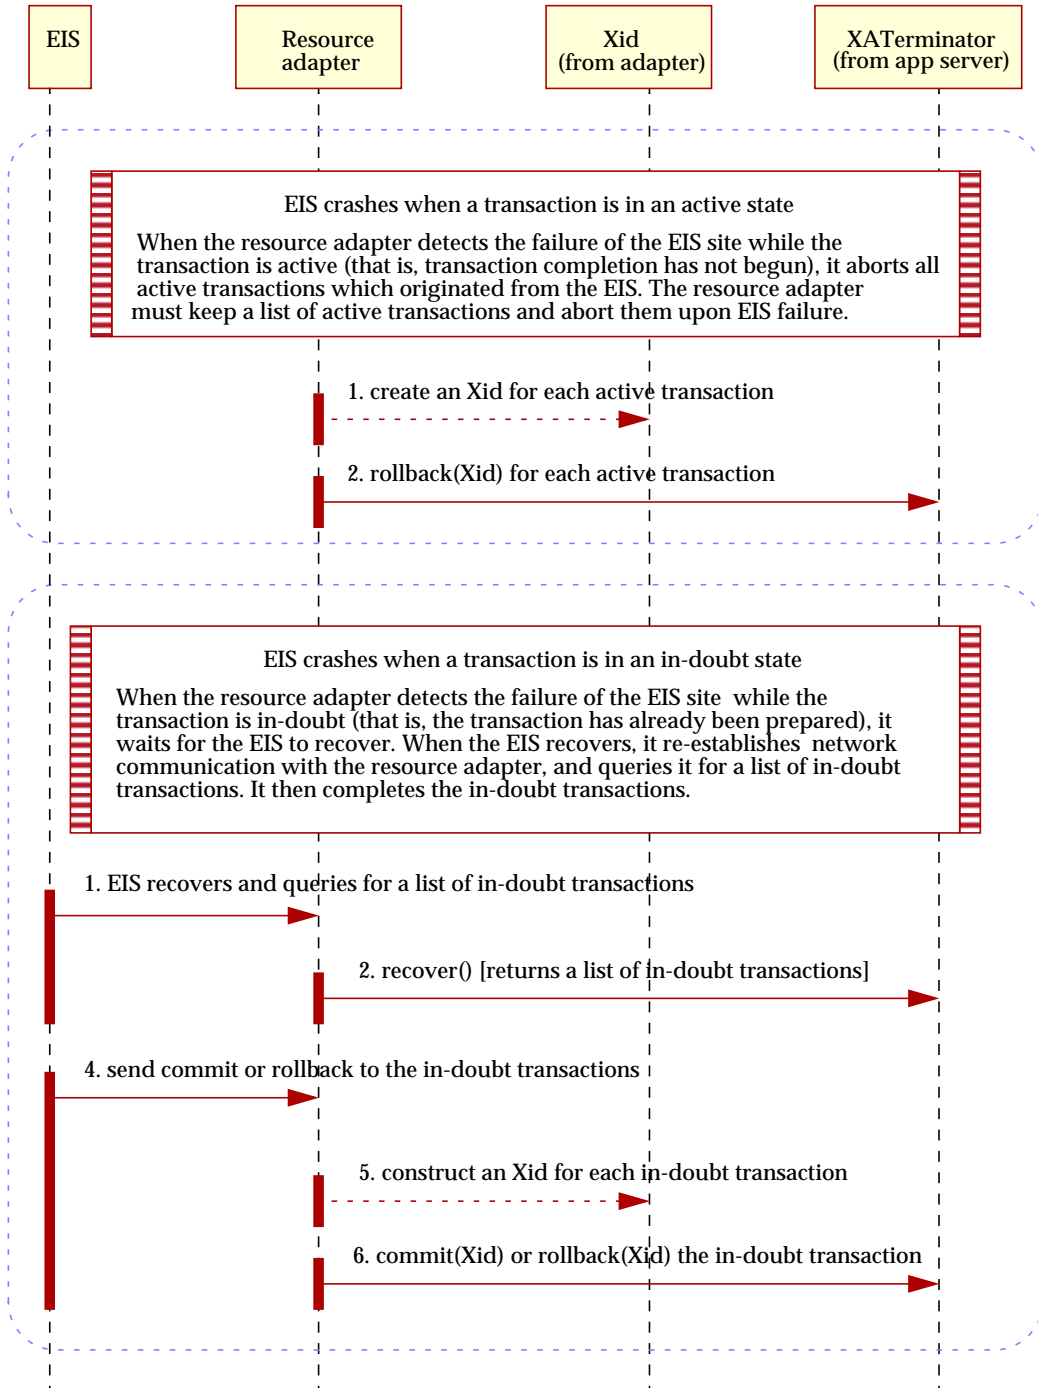 EIS
Resource
adapter
Xid
(from adapter)
XATerminator
(from app server)
EIS crashes when a transaction is in an active state
When the resource adapter detects the failure of the EIS site while the
transaction is active (that is, transaction completion has not begun), it aborts all
active transactions which originated from the EIS. The resource adapter
must keep a list of active transactions and abort them upon EIS failure.
1. create an Xid for each active transaction
2. rollback(Xid) for each active transaction
EIS crashes when a transaction is in an in-doubt state
When the resource adapter detects the failure of the EIS site while the
transaction is in-doubt (that is, the transaction has already been prepared), it
waits for the EIS to recover. When the EIS recovers, it re-establishes network
communication with the resource adapter, and queries it for a list of in-doubt
transactions. It then completes the in-doubt transactions.
1. EIS recovers and queries for a list of in-doubt transactions
2. recover() [returns a list of in-doubt transactions]
4. send commit or rollback to the in-doubt transactions
5. construct an Xid for each in-doubt transaction
6. commit(Xid) or rollback(Xid) the in-doubt transaction